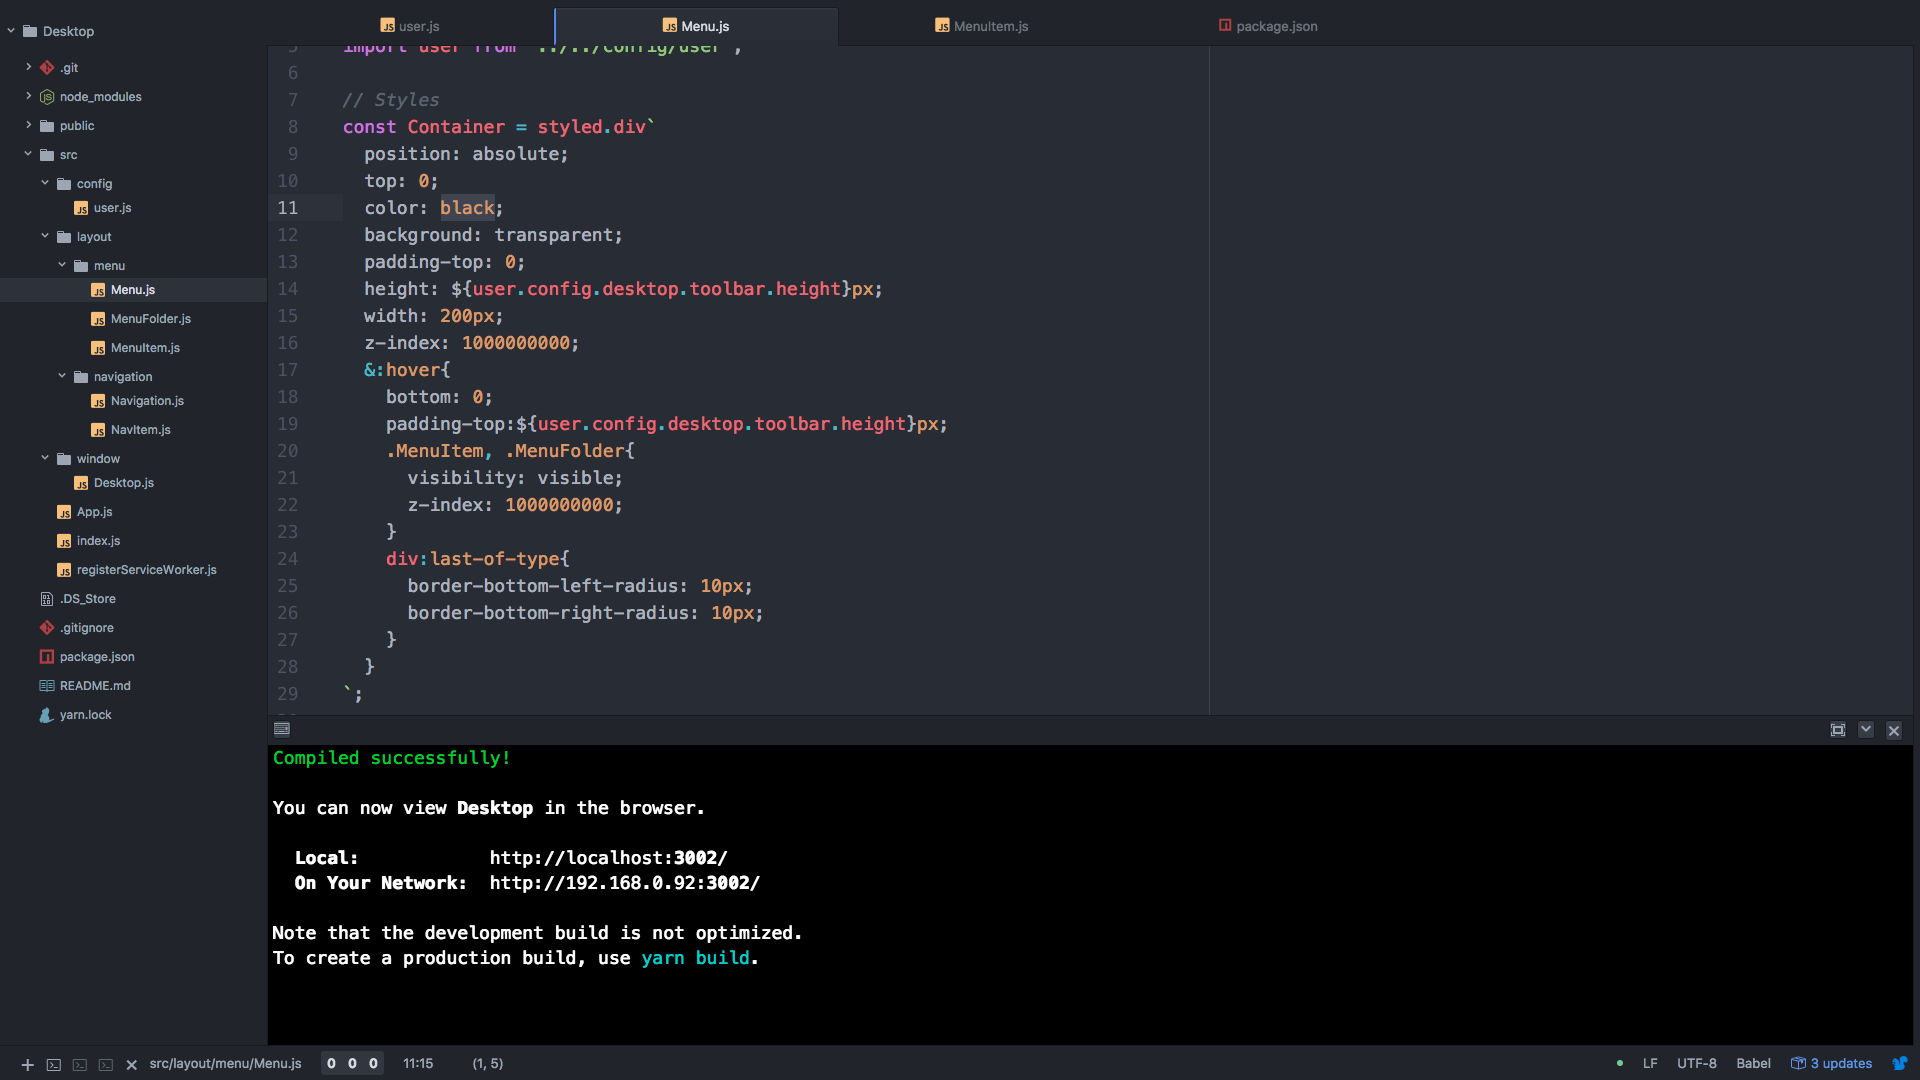 Desktop
.git
node_modules
public
src
config
user.js
layout
menu
Menu.js
MenuFolder.js
MenuItem.js
navigation
Navigation.js
NavItem.js
window
Desktop.js
App.js
index.js
registerServiceWorker.js
.DS_Store
.gitignore
package.json
README.md
yarn.lock
user.js
Menu.js
MenuItem.js
package.json
5 import user from '../../config/user';
6
7 // Styles
8 const Container = styled.div`
9 position: absolute;
10 top: 0;
11 color: black;
12 background: transparent;
13 padding-top: 0;
14 height: ${user.config.desktop.toolbar.height}px;
15 width: 200px;
16 z-index: 1000000000;
17 &:hover{
18 bottom: 0;
19 padding-top:${user.config.desktop.toolbar.height}px;
20 .MenuItem, .MenuFolder{
21 visibility: visible;
22 z-index: 1000000000;
23 }
24 div:last-of-type{
25 border-bottom-left-radius: 10px;
26 border-bottom-right-radius: 10px;
27 }
28 }
29 `;
Compiled successfully!
You can now view Desktop in the browser.
Local: http://localhost:3002/
On Your Network: http://192.168.0.92:3002/
Note that the development build is not optimized.
To create a production build, use yarn build.
src/layout/menu/Menu.js 0 0 0 11:15 (1, 5) LF UTF-8 Babel 3 updates